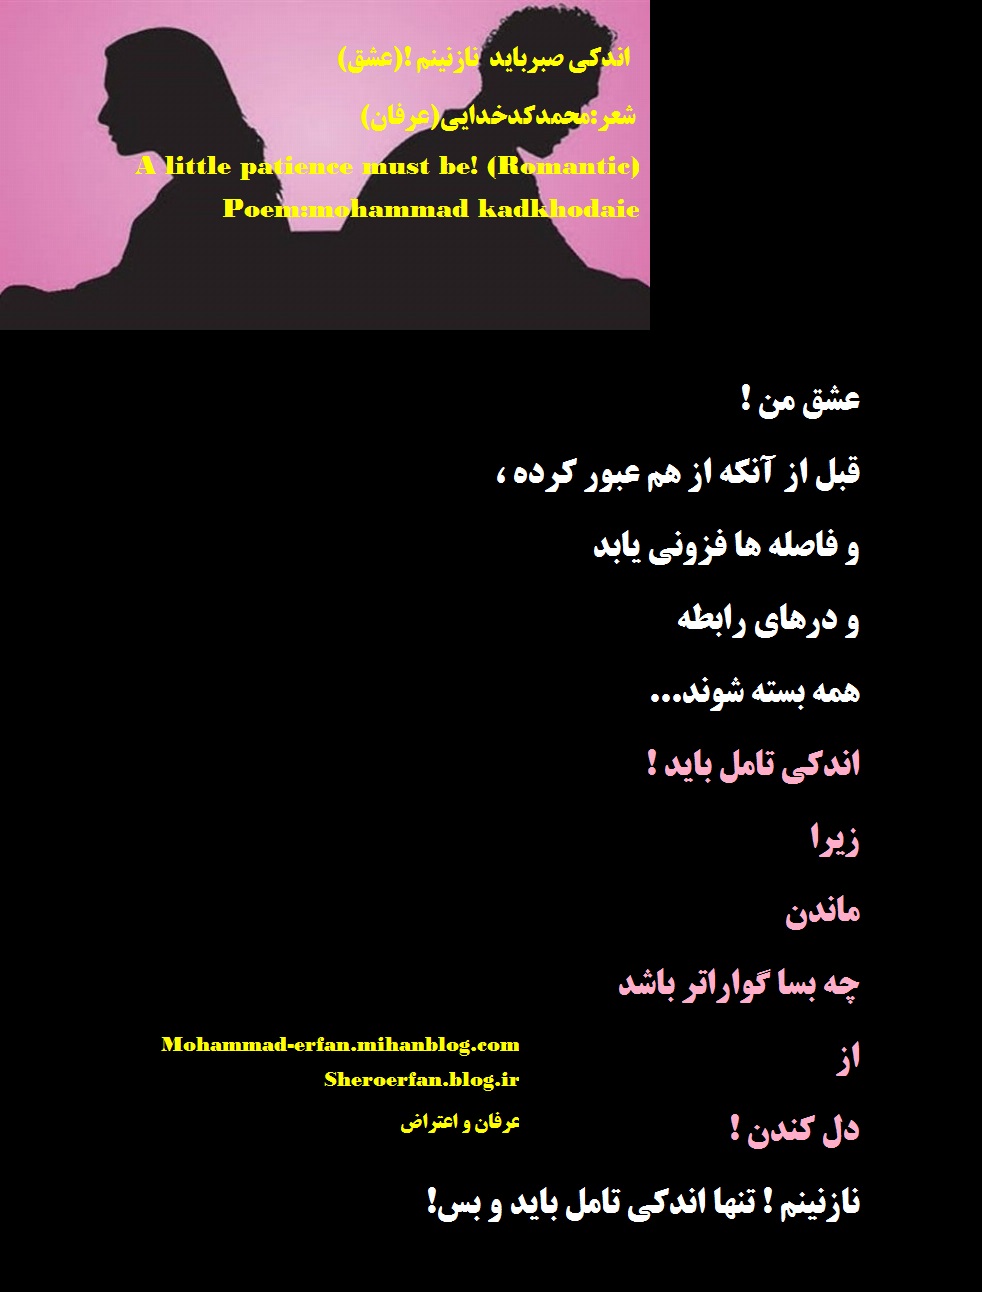 اندکی صبرباید نازنینم !(عشق)
شعر:محمدکدخدایی(عرفان)
A little patience must be! (Romantic)
Poem:mohammad kadkhodaie
عشق من !
قبل از آنکه از هم عبور کرده ،
و فاصله ها فزونی یابد
و درهای رابطه
همه بسته شوند...
اندکی تامل باید !
زیرا
ماندن
چه بسا گواراتر باشد
از
دل کندن !
نازنینم ! تنها اندکی تامل باید و بس!
Mohammad-erfan.mihanblog.com
Sheroerfan.blog.ir
عرفان و اعتراض